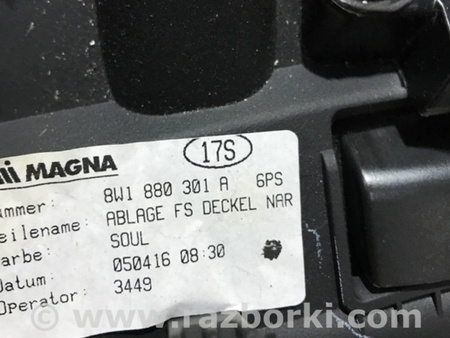 MAGNA
17S
ummer: 8W1 880 301 A 6PS
eilename: ABLAGE FS DECKEL NAR
arbe: SOUL
Datum: 050416 08:30
Operator: 3449
www.razborki.com